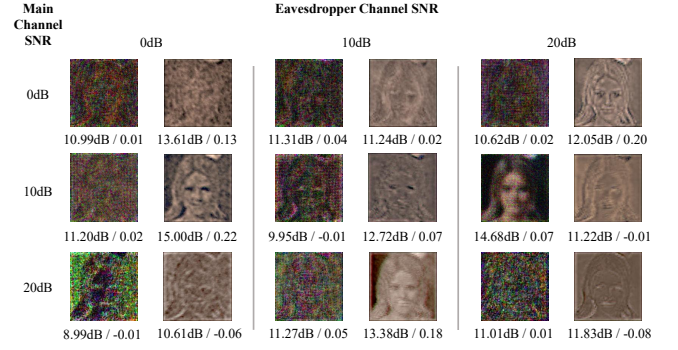 Main Channel SNR
Eavesdropper Channel SNR
0dB 10dB 20dB
0dB
10.99dB / 0.01 13.61dB / 0.13 11.31dB / 0.04 11.24dB / 0.02 10.62dB / 0.02 12.05dB / 0.20
10dB
11.20dB / 0.02 15.00dB / 0.22 9.95dB / -0.01 12.72dB / 0.07 14.68dB / 0.07 11.22dB / -0.01
20dB
8.99dB / -0.01 10.61dB / -0.06 11.27dB / 0.05 13.38dB / 0.18 11.01dB / 0.01 11.83dB / -0.08